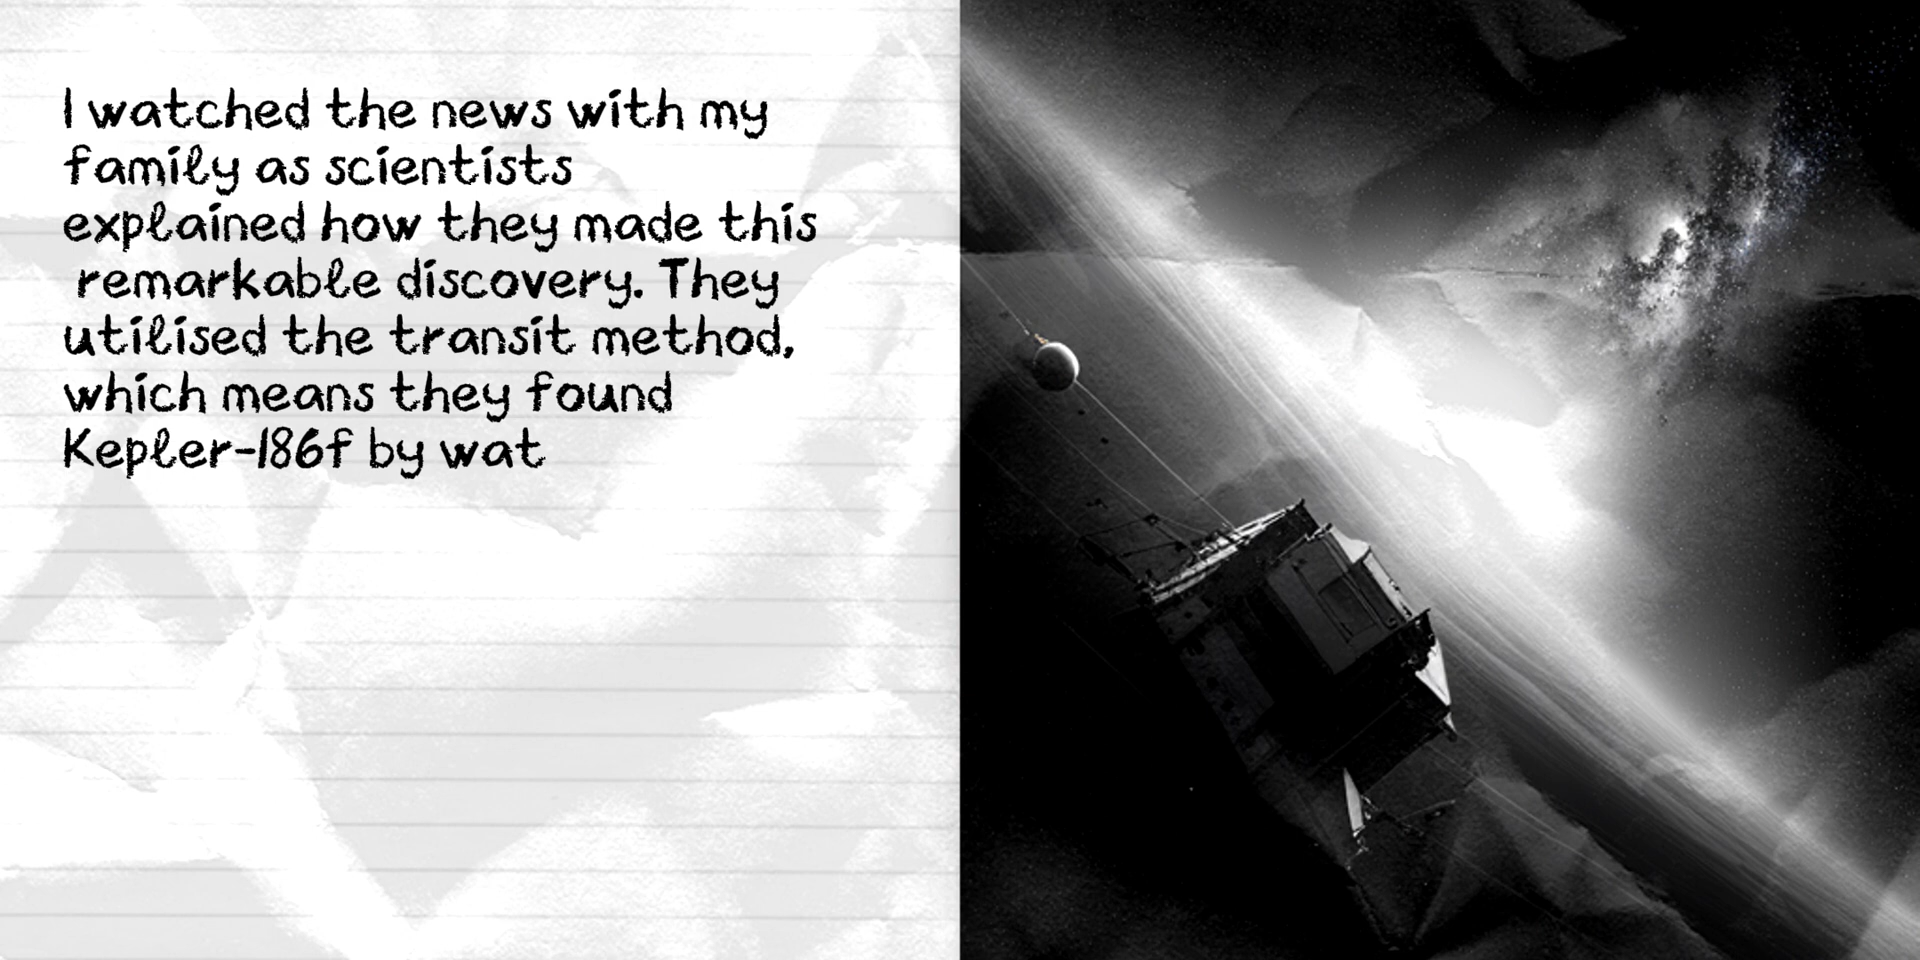 I watched the news with my
family as scientists
explained how they made this
remarkable discovery. They
utilised the transit method,
which means they found
Kepler-186f by wat